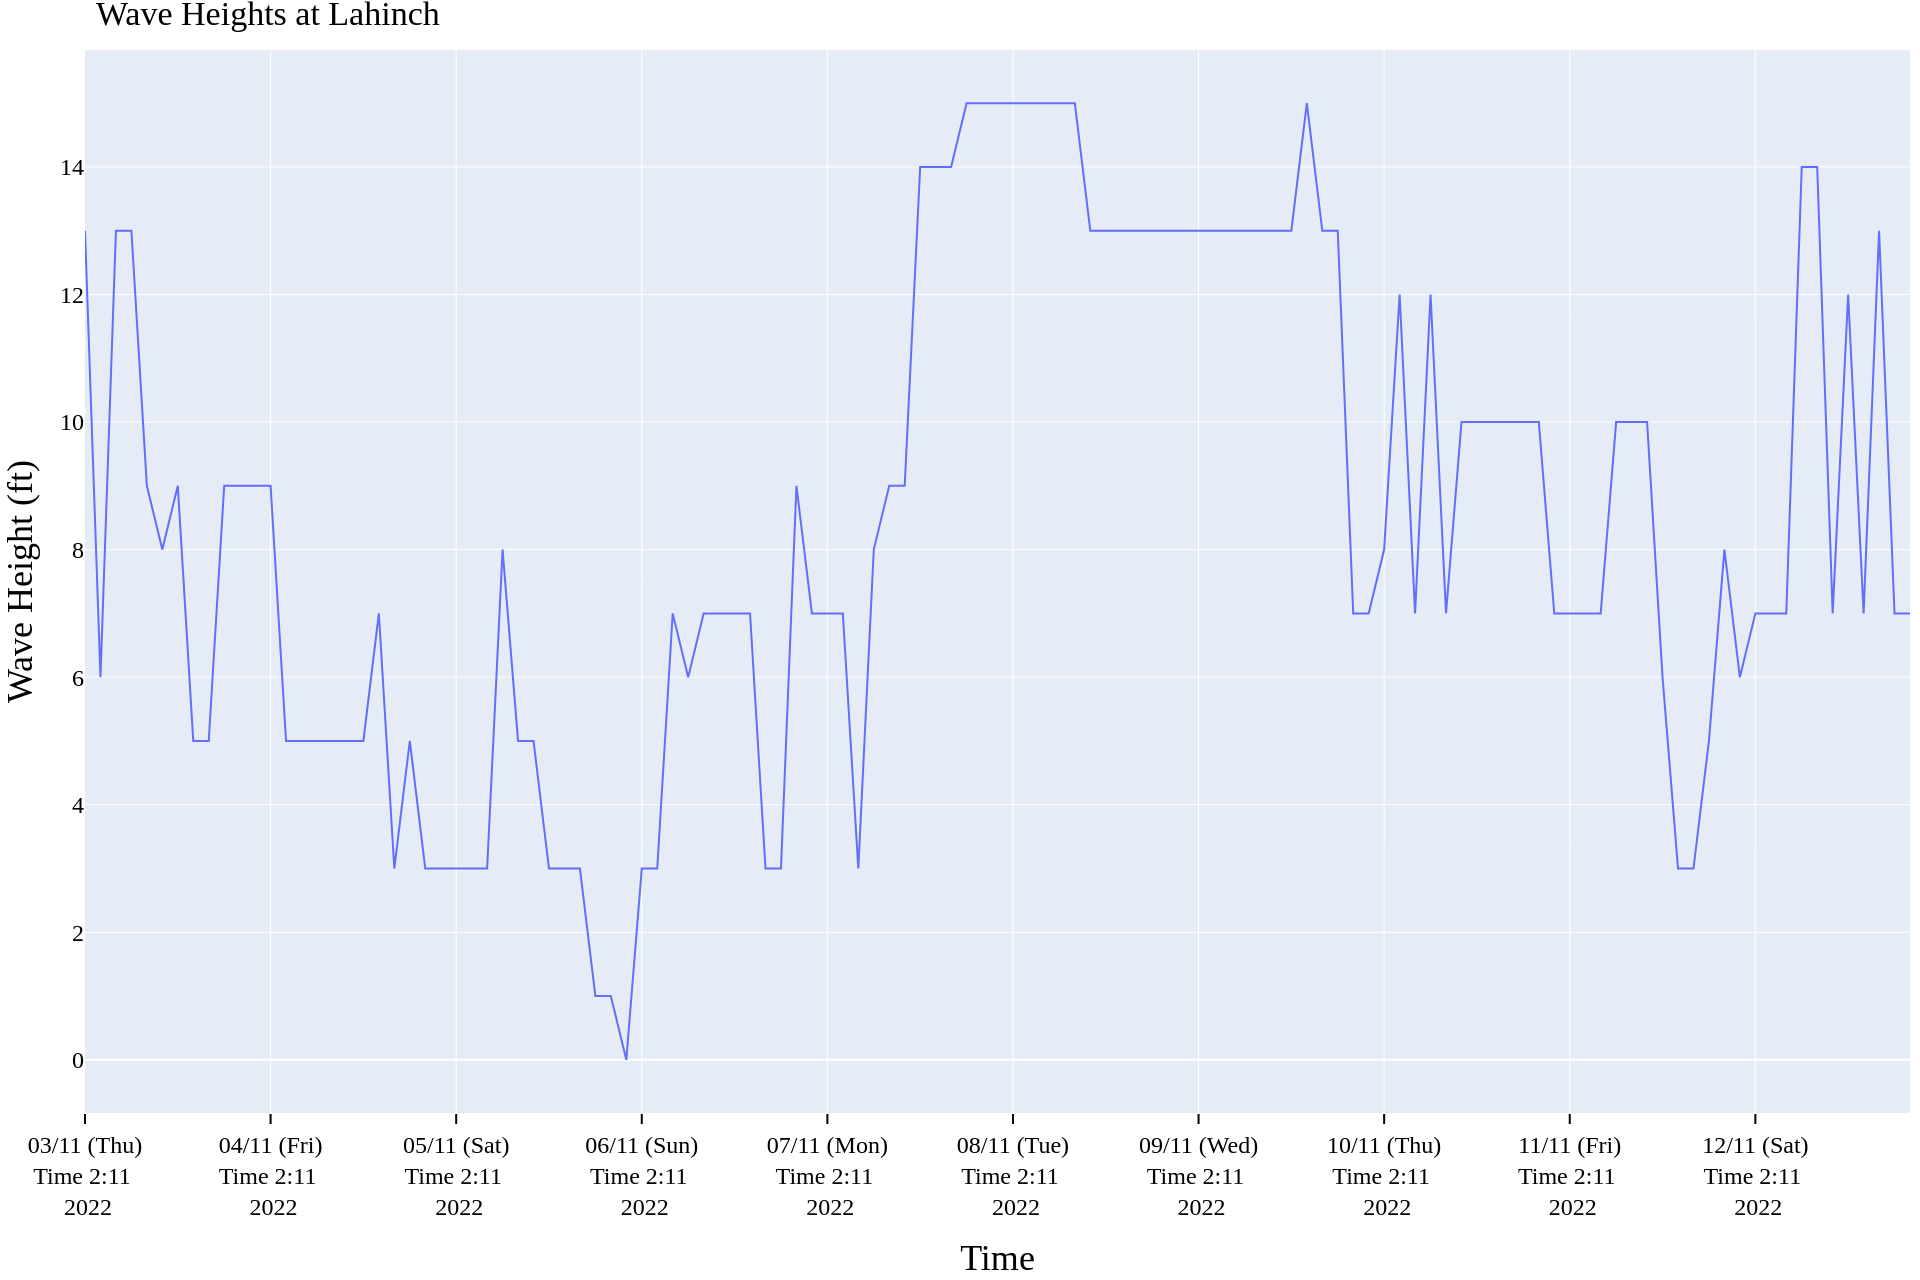 Wave Heights at Lahinch
Wave Height (ft)
14
12
10
8
6
4
2
0
03/11 (Thu) 04/11 (Fri) 05/11 (Sat) 06/11 (Sun) 07/11 (Mon) 08/11 (Tue) 09/11 (Wed) 10/11 (Thu) 11/11 (Fri) 12/11 (Sat)
Time 2:11 Time 2:11 Time 2:11 Time 2:11 Time 2:11 Time 2:11 Time 2:11 Time 2:11 Time 2:11 Time 2:11
2022 2022 2022 2022 2022 2022 2022 2022 2022 2022
Time